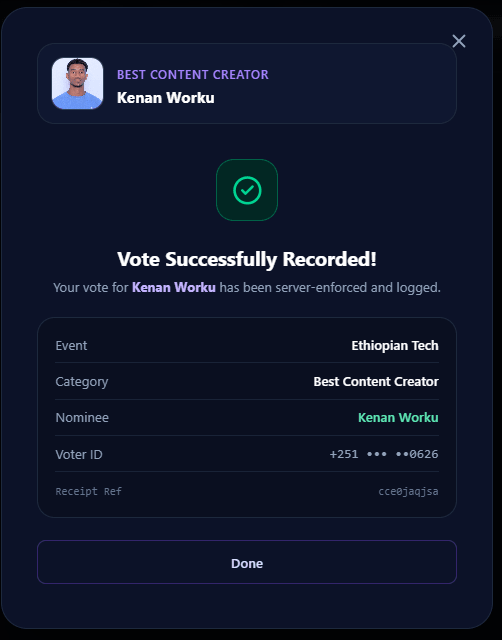 BEST CONTENT CREATOR
Kenan Worku
Vote Successfully Recorded!
Your vote for Kenan Worku has been server-enforced and logged.
Event Ethiopian Tech
Category Best Content Creator
Nominee Kenan Worku
Voter ID +251 ••• ••0626
Receipt Ref cce0jaqjsa
Done